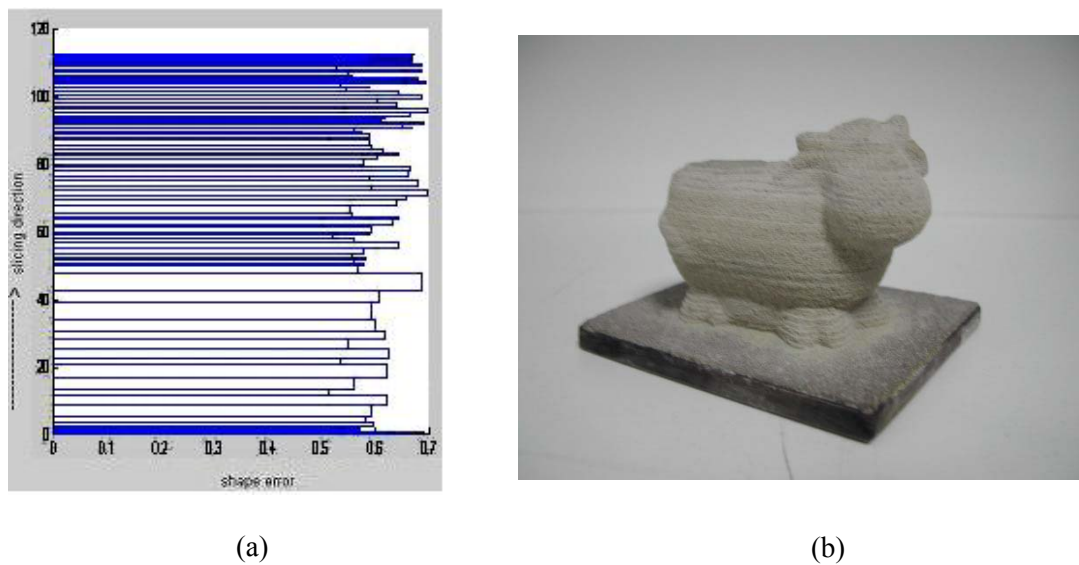 120
100
80
60
40
20
0
---------------> slicing direction
0 0.1 0.2 0.3 0.4 0.5 0.6 0.7
shape error
(a)
(b)